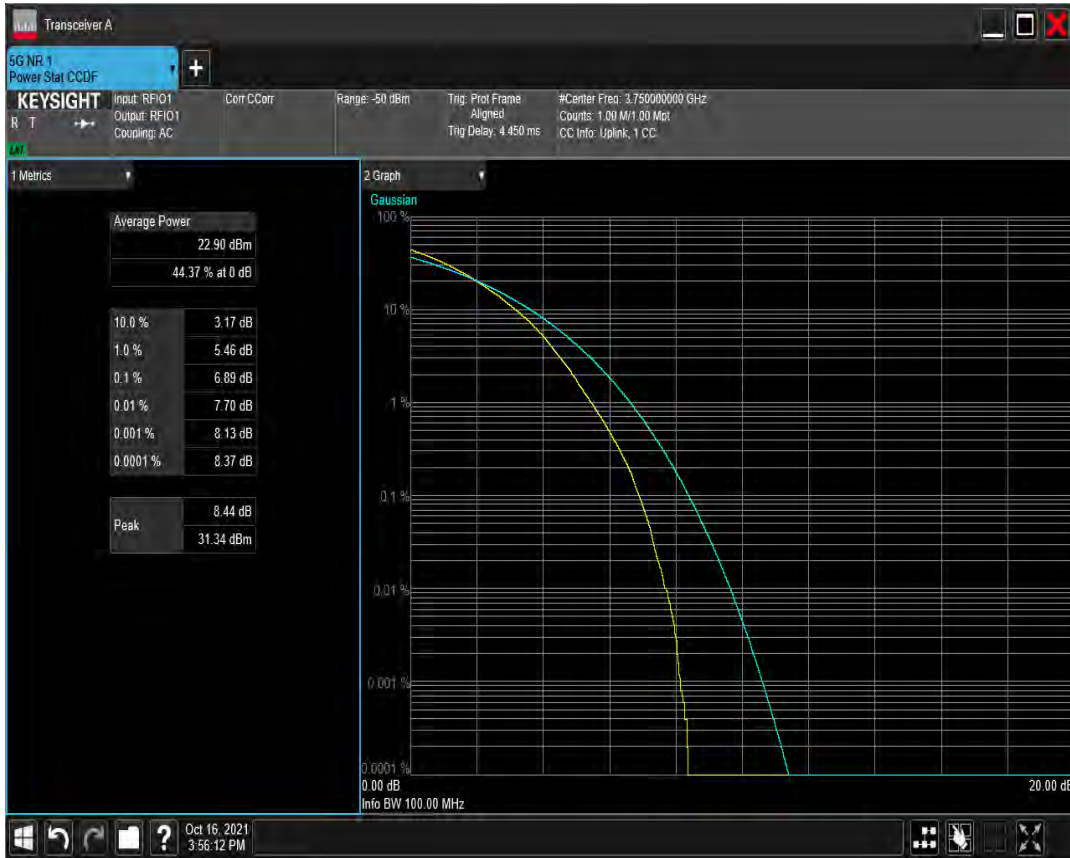 Transceiver A
5G NR 1
Power Stat CCDF
+
KEYSIGHT
R T
LXI
Input: RFIO1
Output: RFIO1
Coupling: AC
Corr CCorr
Range: -50 dBm
Trig: Prot Frame
Aligned
Trig Delay: 4.450 ms
#Center Freq: 3.750000000 GHz
Counts: 1.00 M/1.00 Mpt
CC Info: Uplink, 1 CC
1 Metrics
Average Power
22.90 dBm
44.37 % at 0 dB
10.0 % 3.17 dB
1.0 % 5.46 dB
0.1 % 6.89 dB
0.01 % 7.70 dB
0.001 % 8.13 dB
0.0001 % 8.37 dB
Peak
8.44 dB
31.34 dBm
2 Graph
Gaussian
100 %
10 %
1 %
0.1 %
0.01 %
0.001 %
0.0001 %
0.00 dB
20.00 dB
Info BW 100.00 MHz
?
Oct 16, 2021
3:56:12 PM